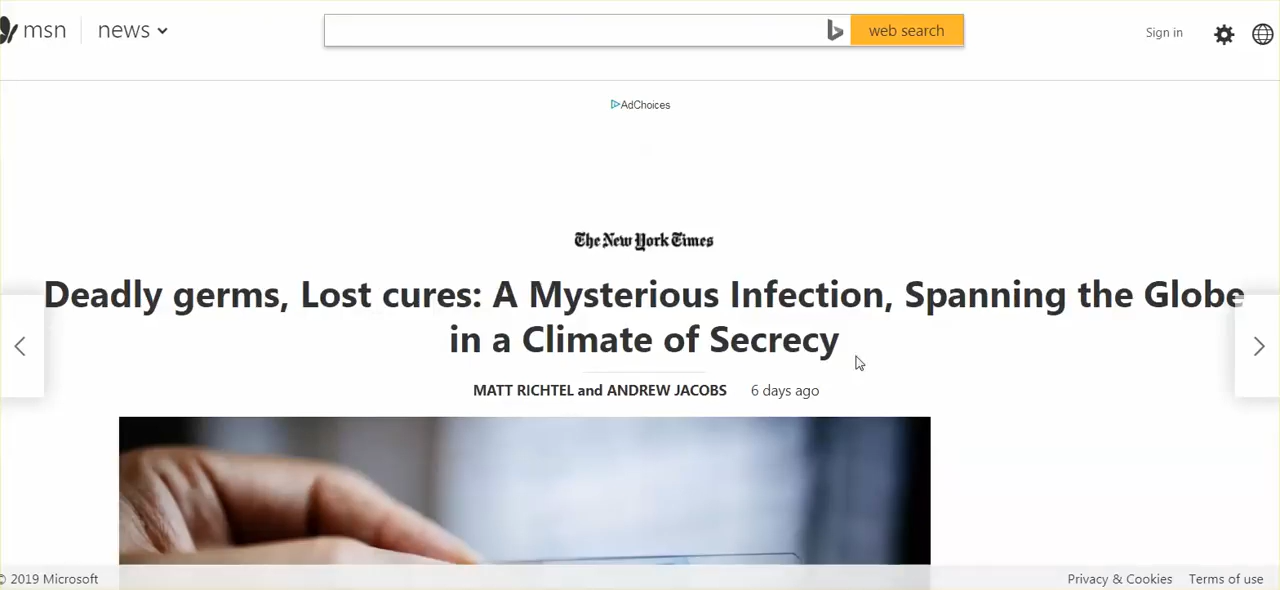 msn news web search Sign in
AdChoices
The New York Times
Deadly germs, Lost cures: A Mysterious Infection, Spanning the Globe
in a Climate of Secrecy
MATT RICHTEL and ANDREW JACOBS 6 days ago
© 2019 Microsoft Privacy & Cookies Terms of use